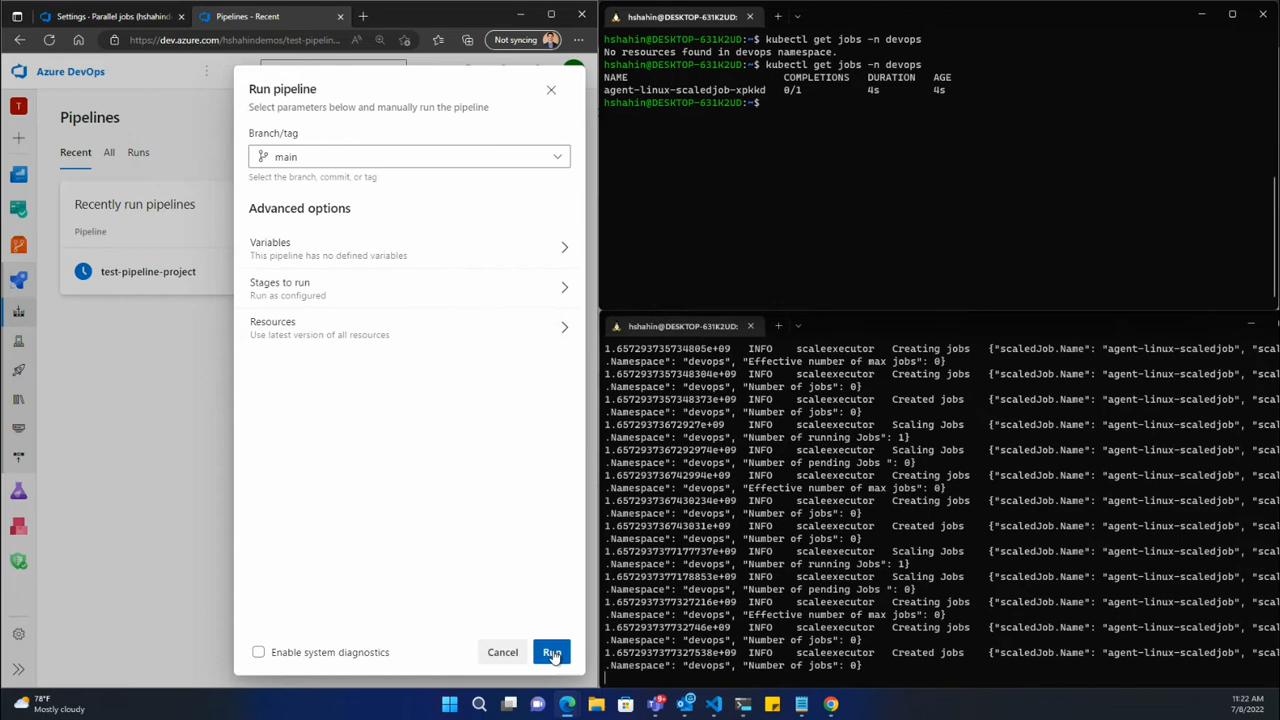 Settings - Parallel jobs (hshahind
Pipelines - Recent
https://dev.azure.com/hshahindemos/test-pipelin...
Not syncing
Azure DevOps
T
Pipelines
Recent
All
Runs
Recently run pipelines
Pipeline
test-pipeline-project
Run pipeline
Select parameters below and manually run the pipeline
Branch/tag
main
Select the branch, commit, or tag
Advanced options
Variables
This pipeline has no defined variables
Stages to run
Run as configured
Resources
Use latest version of all resources
Enable system diagnostics
Cancel
Run
hshahin@DESKTOP-631K2UD:
hshahin@DESKTOP-631K2UD:~$ kubectl get jobs -n devops
No resources found in devops namespace.
hshahin@DESKTOP-631K2UD:~$ kubectl get jobs -n devops
NAME COMPLETIONS DURATION AGE
agent-linux-scaledjob-xpkkd 0/1 4s 4s
hshahin@DESKTOP-631K2UD:~$
hshahin@DESKTOP-631K2UD:
1.657293735734805e+09 INFO scaleexecutor Creating jobs {"scaledJob.Name": "agent-linux-scaledjob", "scal
.Namespace": "devops", "Effective number of max jobs": 0}
1.6572937357348304e+09 INFO scaleexecutor Creating jobs {"scaledJob.Name": "agent-linux-scaledjob", "scal
.Namespace": "devops", "Number of jobs": 0}
1.6572937357348373e+09 INFO scaleexecutor Created jobs {"scaledJob.Name": "agent-linux-scaledjob", "scal
.Namespace": "devops", "Number of jobs": 0}
1.65729373672927e+09 INFO scaleexecutor Scaling Jobs {"scaledJob.Name": "agent-linux-scaledjob", "scal
.Namespace": "devops", "Number of running Jobs": 1}
1.657293736729297​4e+09 INFO scaleexecutor Scaling Jobs {"scaledJob.Name": "agent-linux-scaledjob", "scal
.Namespace": "devops", "Number of pending Jobs ": 0}
1.657293736742994e+09 INFO scaleexecutor Creating jobs {"scaledJob.Name": "agent-linux-scaledjob", "scal
.Namespace": "devops", "Effective number of max jobs": 0}
1.6572937367430234e+09 INFO scaleexecutor Creating jobs {"scaledJob.Name": "agent-linux-scaledjob", "scal
.Namespace": "devops", "Number of jobs": 0}
1.657293736743031e+09 INFO scaleexecutor Created jobs {"scaledJob.Name": "agent-linux-scaledjob", "scal
.Namespace": "devops", "Number of jobs": 0}
1.6572937377177737e+09 INFO scaleexecutor Scaling Jobs {"scaledJob.Name": "agent-linux-scaledjob", "scal
.Namespace": "devops", "Number of running Jobs": 1}
1.6572937377178853e+09 INFO scaleexecutor Scaling Jobs {"scaledJob.Name": "agent-linux-scaledjob", "scal
.Namespace": "devops", "Number of pending Jobs ": 0}
1.6572937377327216e+09 INFO scaleexecutor Creating jobs {"scaledJob.Name": "agent-linux-scaledjob", "scal
.Namespace": "devops", "Effective number of max jobs": 0}
1.657293737732746e+09 INFO scaleexecutor Creating jobs {"scaledJob.Name": "agent-linux-scaledjob", "scal
.Namespace": "devops", "Number of jobs": 0}
1.6572937377327538e+09 INFO scaleexecutor Created jobs {"scaledJob.Name": "agent-linux-scaledjob", "scal
.Namespace": "devops", "Number of jobs": 0}
78°F
Mostly cloudy
11:22 AM
7/8/2022